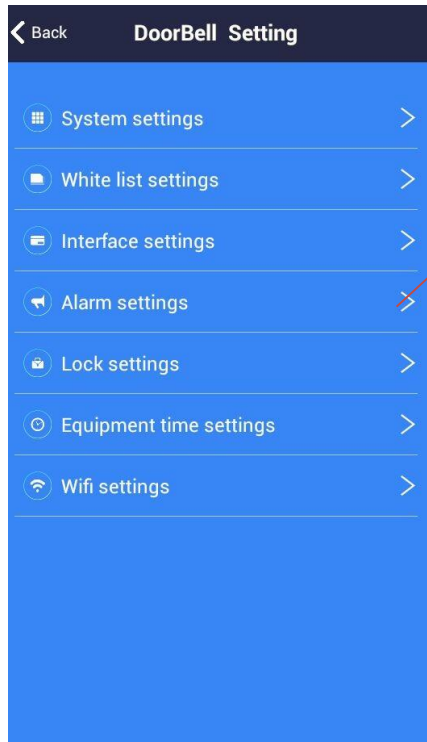 Back
DoorBell Setting
System settings
White list settings
Interface settings
Alarm settings
Lock settings
Equipment time settings
Wifi settings